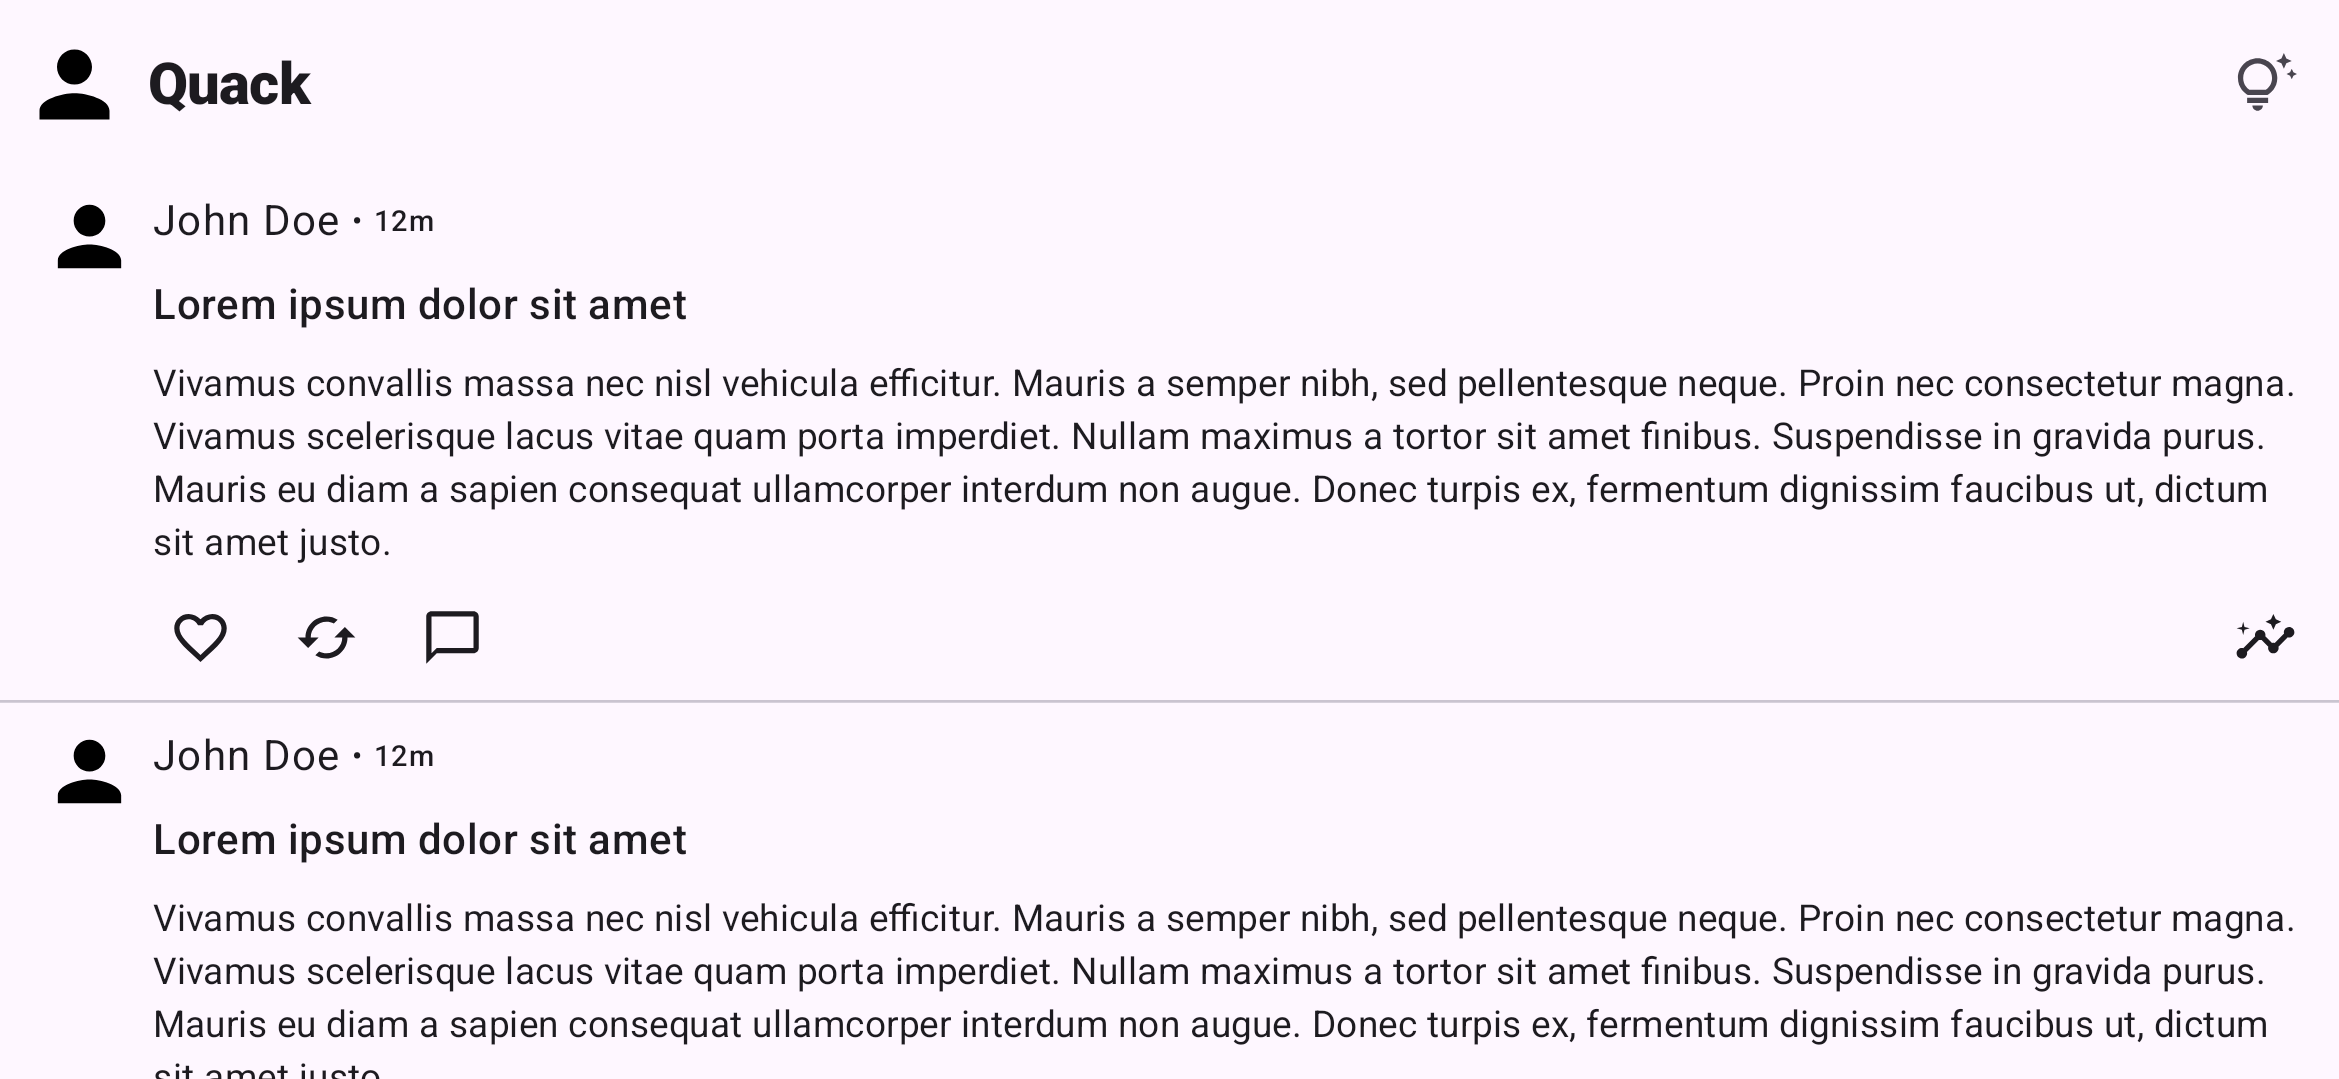 Quack
John Doe • 12m
Lorem ipsum dolor sit amet
Vivamus convallis massa nec nisl vehicula efficitur. Mauris a semper nibh, sed pellentesque neque. Proin nec consectetur magna.
Vivamus scelerisque lacus vitae quam porta imperdiet. Nullam maximus a tortor sit amet finibus. Suspendisse in gravida purus.
Mauris eu diam a sapien consequat ullamcorper interdum non augue. Donec turpis ex, fermentum dignissim faucibus ut, dictum
sit amet justo.
John Doe • 12m
Lorem ipsum dolor sit amet
Vivamus convallis massa nec nisl vehicula efficitur. Mauris a semper nibh, sed pellentesque neque. Proin nec consectetur magna.
Vivamus scelerisque lacus vitae quam porta imperdiet. Nullam maximus a tortor sit amet finibus. Suspendisse in gravida purus.
Mauris eu diam a sapien consequat ullamcorper interdum non augue. Donec turpis ex, fermentum dignissim faucibus ut, dictum
sit amet justo.